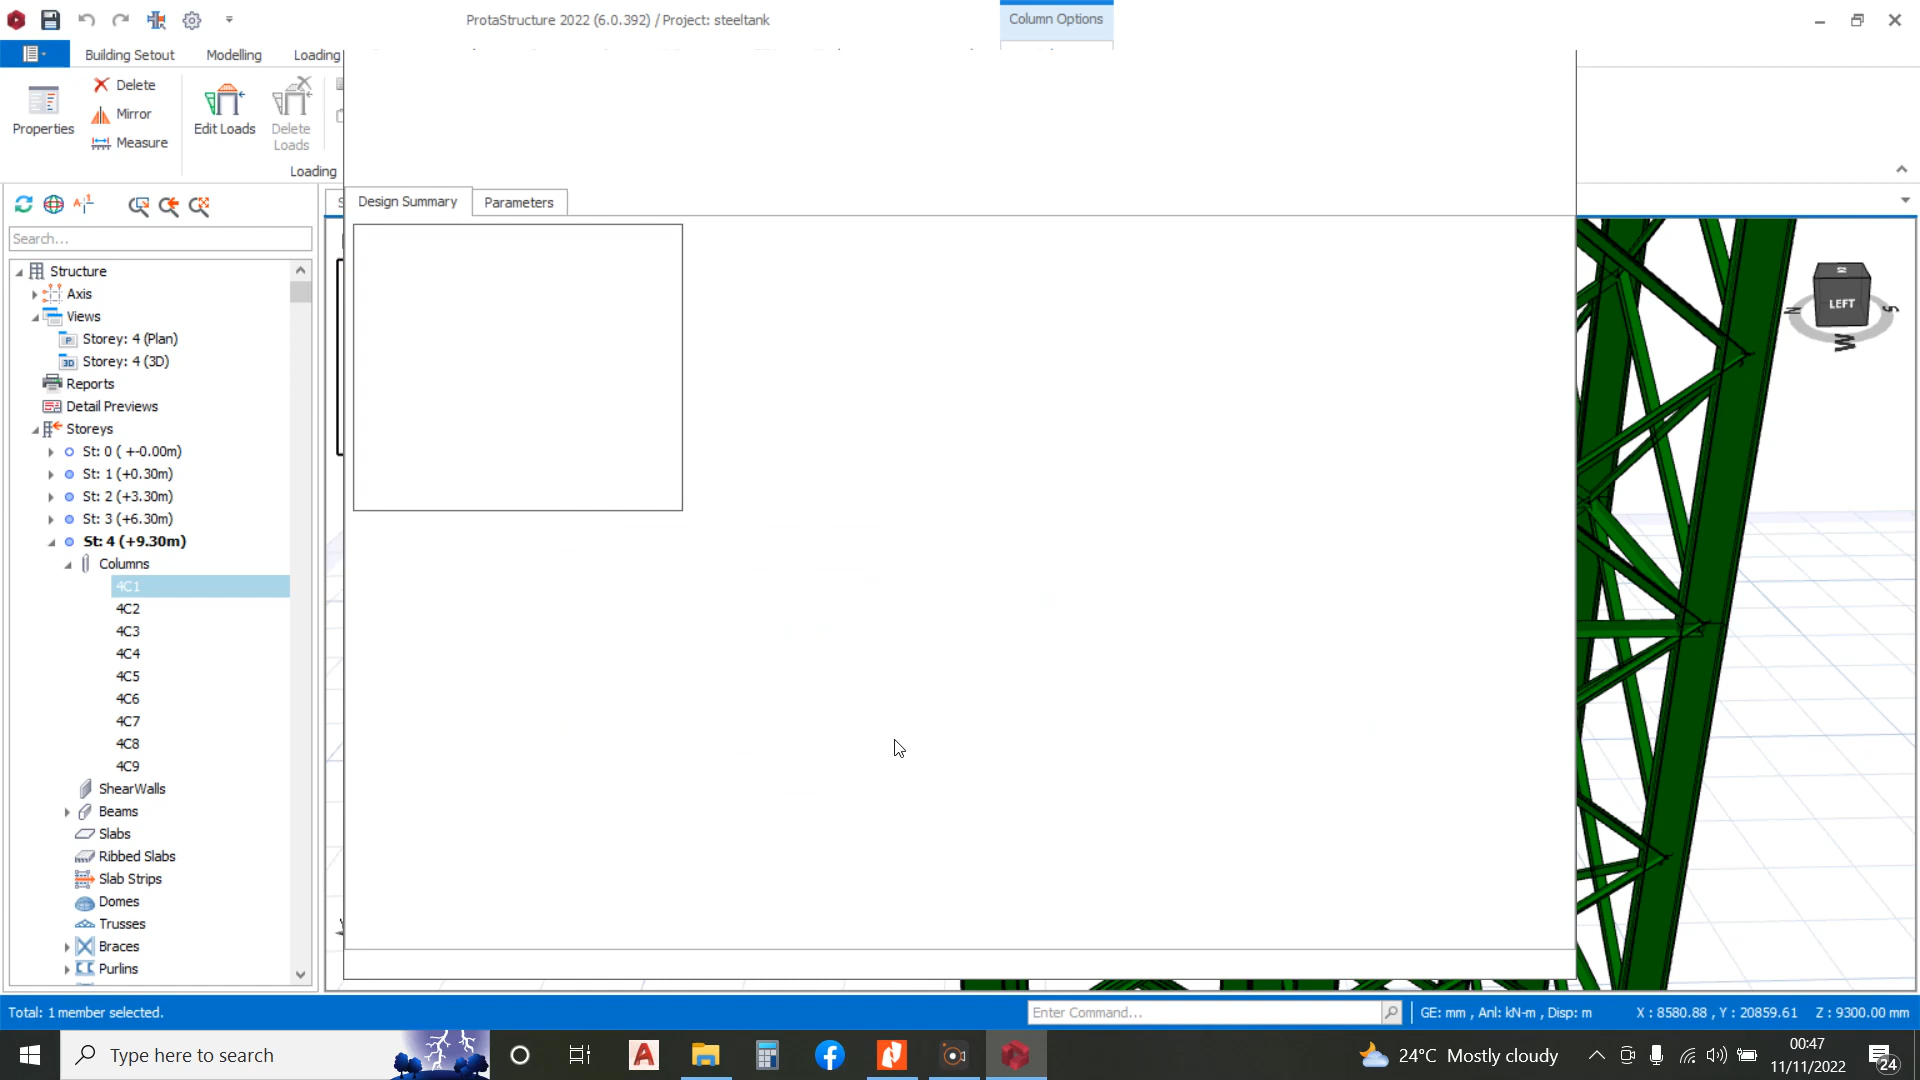 ProtaStructure 2022 (6.0.392) / Project: steeltank
Column Options
Building Setout
Modelling
Loading
Properties
Delete
Mirror
Measure
Edit Loads
Delete
Loads
Loading
Design Summary
Parameters
Search...
Structure
Axis
Views
Storey: 4 (Plan)
Storey: 4 (3D)
Reports
Detail Previews
Storeys
St: 0 ( +-0.00m)
St: 1 (+0.30m)
St: 2 (+3.30m)
St: 3 (+6.30m)
St: 4 (+9.30m)
Columns
4C1
4C2
4C3
4C4
4C5
4C6
4C7
4C8
4C9
ShearWalls
Beams
Slabs
Ribbed Slabs
Slab Strips
Domes
Trusses
Braces
Purlins
LEFT
N
S
W
Total: 1 member selected.
Enter Command...
GE: mm , Anl: kN-m , Disp: m
X : 8580.88 , Y : 20859.61
Z : 9300.00 mm
Type here to search
24°C Mostly cloudy
00:47
11/11/2022
24